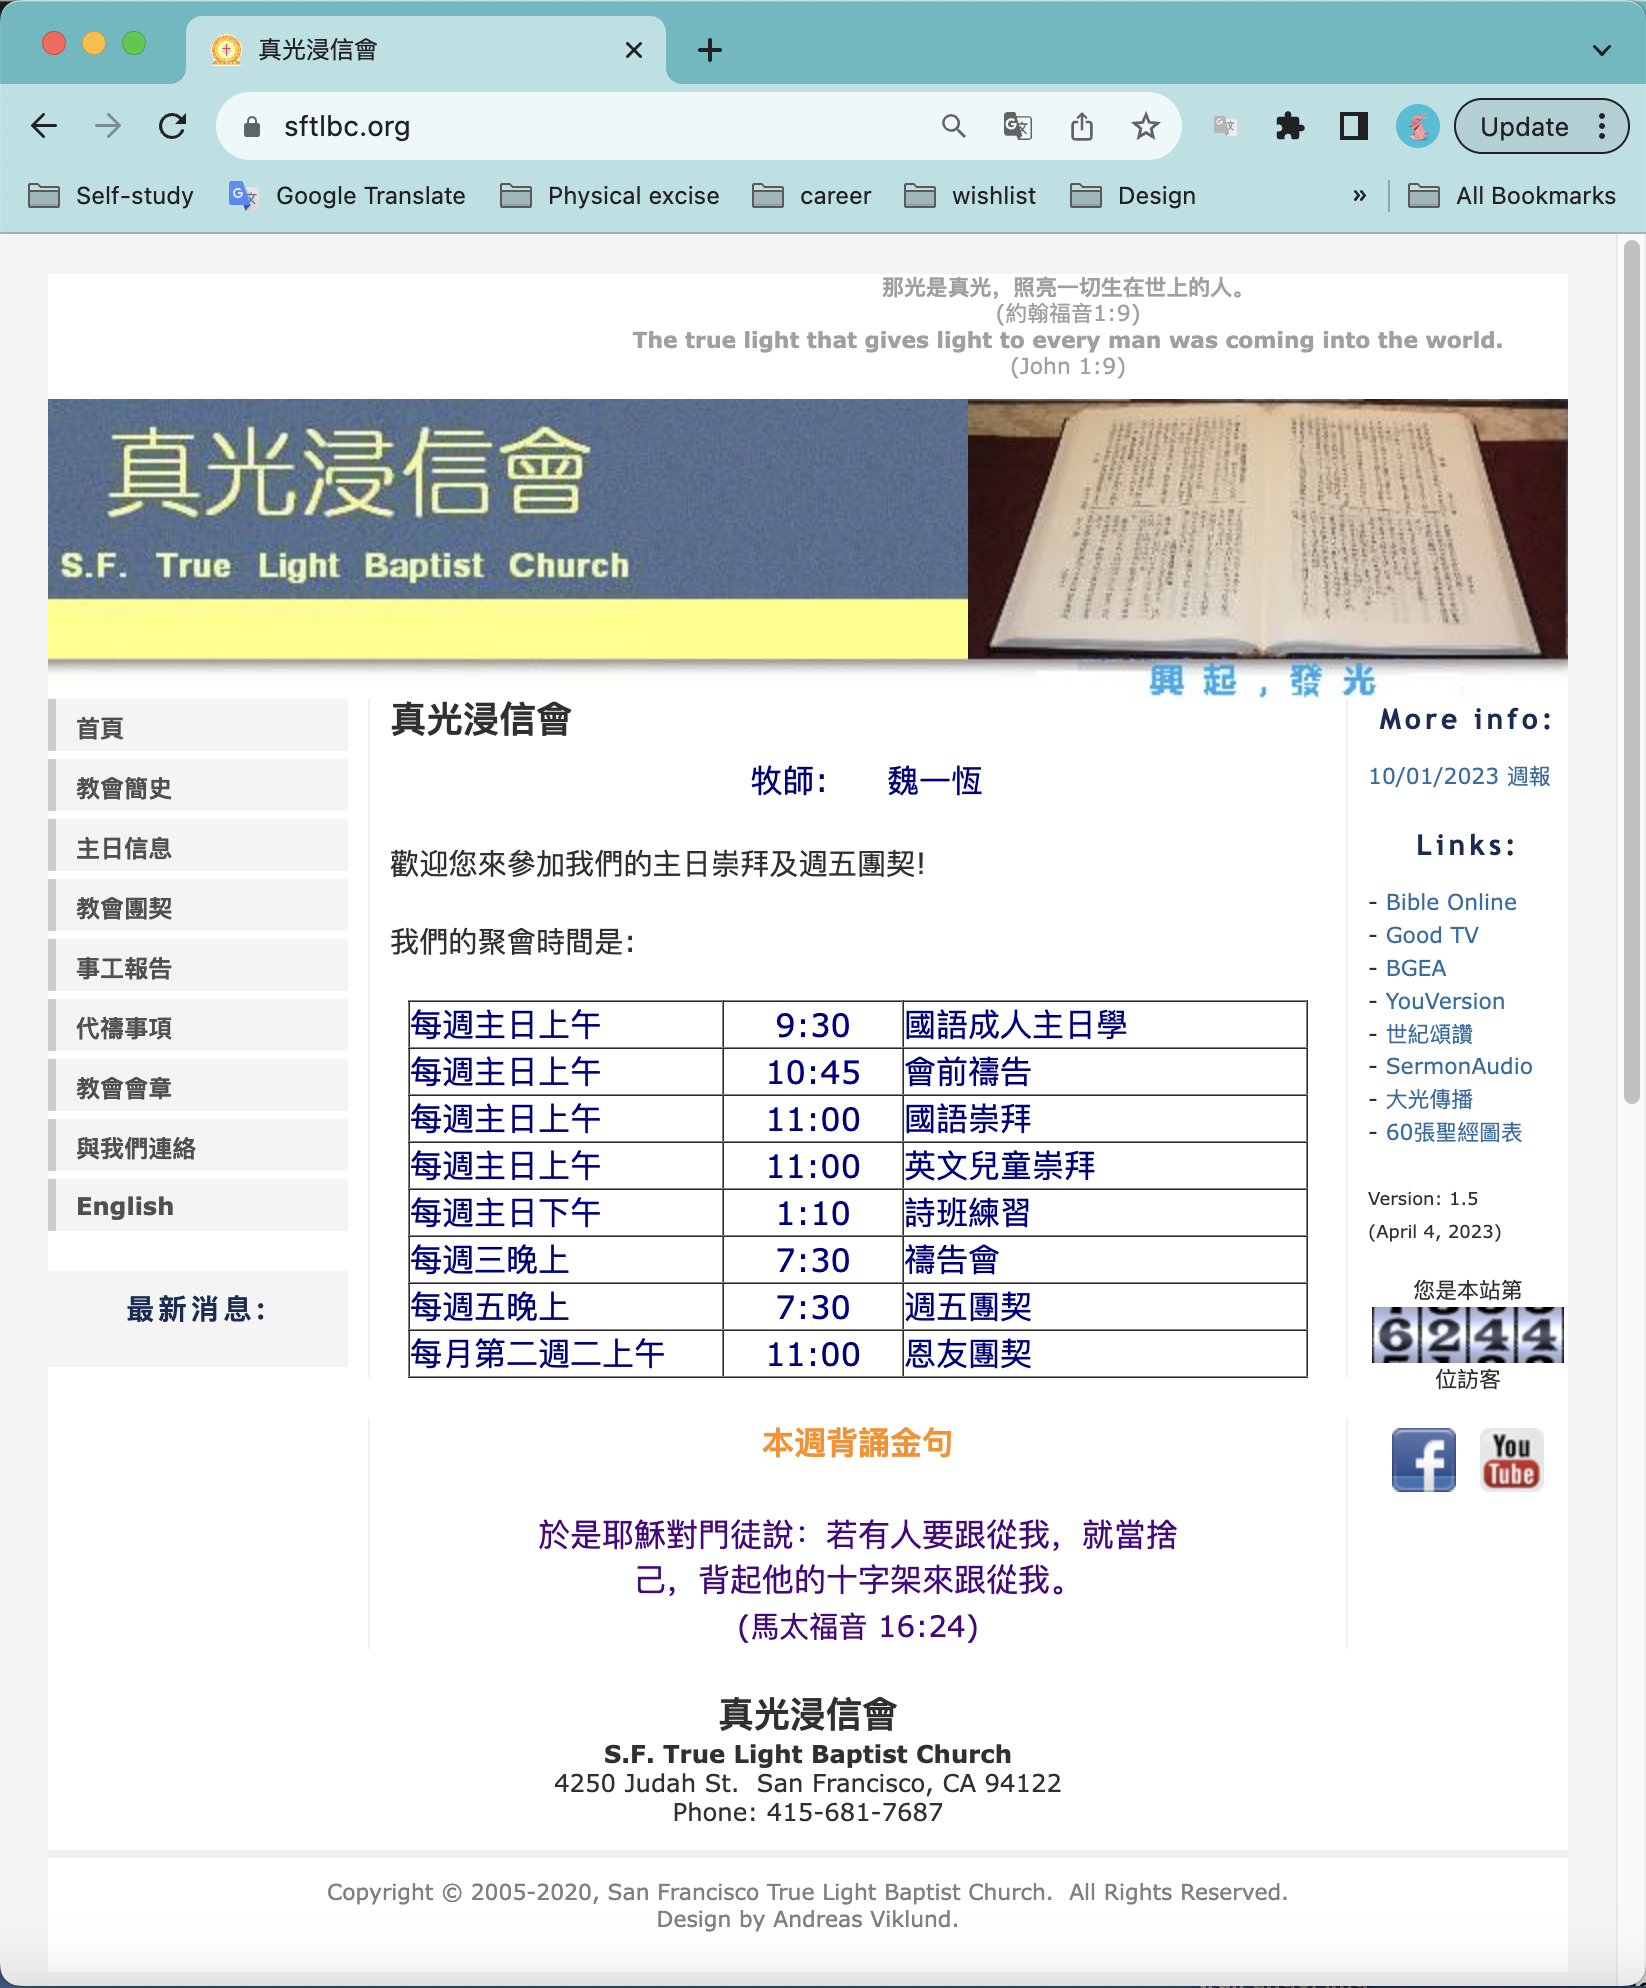 真光浸信會
sftlbc.org
Update
Self-study
Google Translate
Physical excise
career
wishlist
Design
»
All Bookmarks
那光是真光，照亮一切生在世上的人。
(約翰福音1:9)
The true light that gives light to every man was coming into the world.
(John 1:9)
真光浸信會
S.F. True Light Baptist Church
興起，發光
首頁
教會簡史
主日信息
教會團契
事工報告
代禱事項
教會會章
與我們連絡
English
最新消息:
真光浸信會
牧師: 魏一恆
歡迎您來參加我們的主日崇拜及週五團契!
我們的聚會時間是:
每週主日上午 9:30 國語成人主日學
每週主日上午 10:45 會前禱告
每週主日上午 11:00 國語崇拜
每週主日上午 11:00 英文兒童崇拜
每週主日下午 1:10 詩班練習
每週三晚上 7:30 禱告會
每週五晚上 7:30 週五團契
每月第二週二上午 11:00 恩友團契
本週背誦金句
於是耶穌對門徒說：若有人要跟從我，就當捨
己，背起他的十字架來跟從我。
(馬太福音 16:24)
More info:
10/01/2023 週報
Links:
- Bible Online
- Good TV
- BGEA
- YouVersion
- 世紀頌讚
- SermonAudio
- 大光傳播
- 60張聖經圖表
Version: 1.5
(April 4, 2023)
您是本站第
6244
位訪客
f
You
Tube
真光浸信會
S.F. True Light Baptist Church
4250 Judah St. San Francisco, CA 94122
Phone: 415-681-7687
Copyright © 2005-2020, San Francisco True Light Baptist Church. All Rights Reserved.
Design by Andreas Viklund.